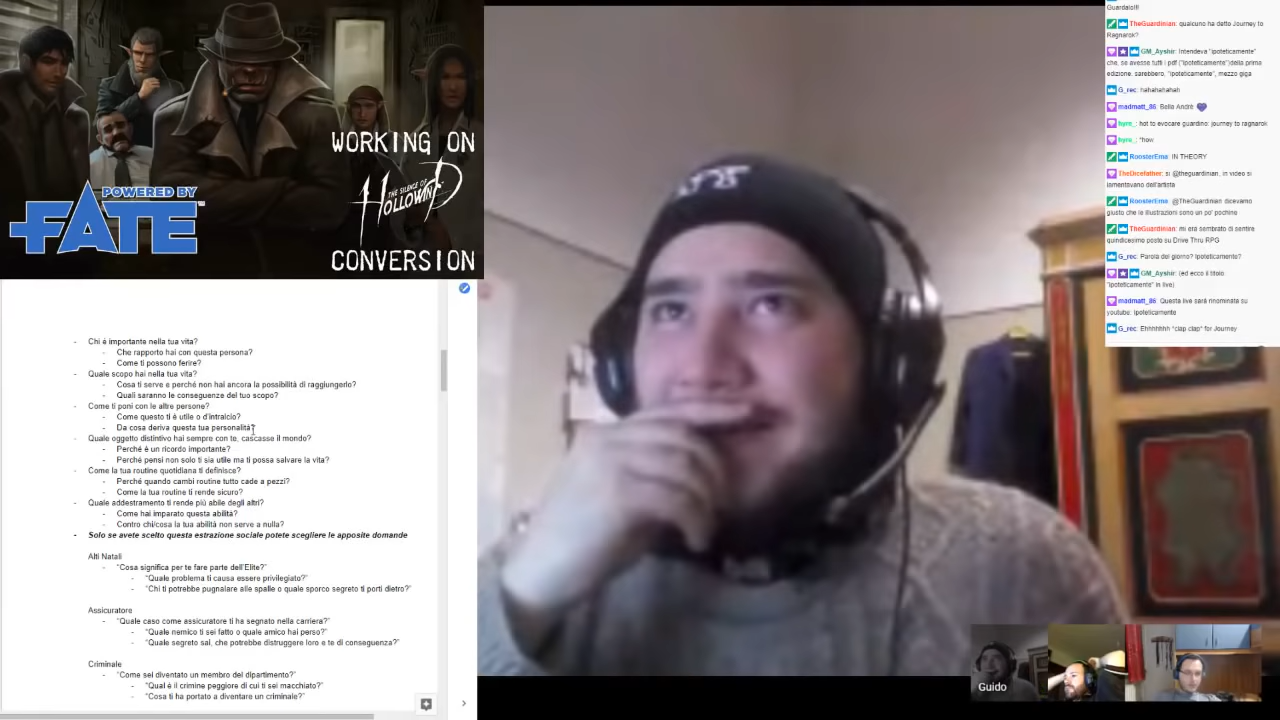 POWERED BY
FATE
WORKING ON
THE SILENCE OF
HOLLOWIND
CONVERSION
- Chi è importante nella tua vita?
- Che rapporto hai con questa persona?
- Come ti possono ferire?
- Quale scopo hai nella tua vita?
- Cosa ti serve e perché non hai ancora la possibilità di raggiungerlo?
- Quali saranno le conseguenze del tuo scopo?
- Come ti poni con le altre persone?
- Come questo ti è utile o d'intralcio?
- Da cosa deriva questa tua personalità?
- Quale oggetto distintivo hai sempre con te, cascasse il mondo?
- Perché è un ricordo importante?
- Perché pensi non solo ti sia utile ma ti possa salvare la vita?
- Come la tua routine quotidiana ti definisce?
- Perché quando cambi routine tutto cade a pezzi?
- Come la tua routine ti rende sicuro?
- Quale addestramento ti rende più abile degli altri?
- Come hai imparato questa abilità?
- Contro chi/cosa la tua abilità non serve a nulla?
- Solo se avete scelto questa estrazione sociale potete scegliere le apposite domande
Alti Natali
- "Cosa significa per te fare parte dell'Elite?"
- "Quale problema ti causa essere privilegiato?"
- "Chi ti potrebbe pugnalare alle spalle o quale sporco segreto ti porti dietro?"
Assicuratore
- "Quale caso come assicuratore ti ha segnato nella carriera?"
- "Quale nemico ti sei fatto o quale amico hai perso?"
- "Quale segreto sai, che potrebbe distruggere loro e te di conseguenza?"
Criminale
- "Come sei diventato un membro del dipartimento?"
- "Qual è il crimine peggiore di cui ti sei macchiato?"
- "Cosa ti ha portato a diventare un criminale?"
Guardalo!!!
TheGuardinian: qualcuno ha detto Journey to
Ragnarok?
GM_Ayshir: Intendeva "ipoteticamente"
che, se avesse tutti i pdf ("Ipoteticamente")della prima
edizione. sarebbero, "ipoteticamente", mezzo giga
G_rec: hahahahahah
madmatt_86: Bella Andrè
hyre_: hot to evocare guardino: journey to ragnarok
hyre_: *how
RoosterEma: IN THEORY
TheDicefather: si @theguardinian, in video si
lamentavano dell'artista
RoosterEma: @TheGuardinian dicevamo
giusto che le illustrazioni sono un po' pochine
TheGuardinian: mi era sembrato di sentire
quindicesimo posto su Drive Thru RPG
G_rec: Parola del giorno? Ipoteticamente?
GM_Ayshir: (ed ecco il titolo:
"Ipoteticamente" in live)
madmatt_86: Questa live sarà rinominata su
youtube: Ipoteticamente
G_rec: Ehhhhhhh *clap clap* for Journey
Guido